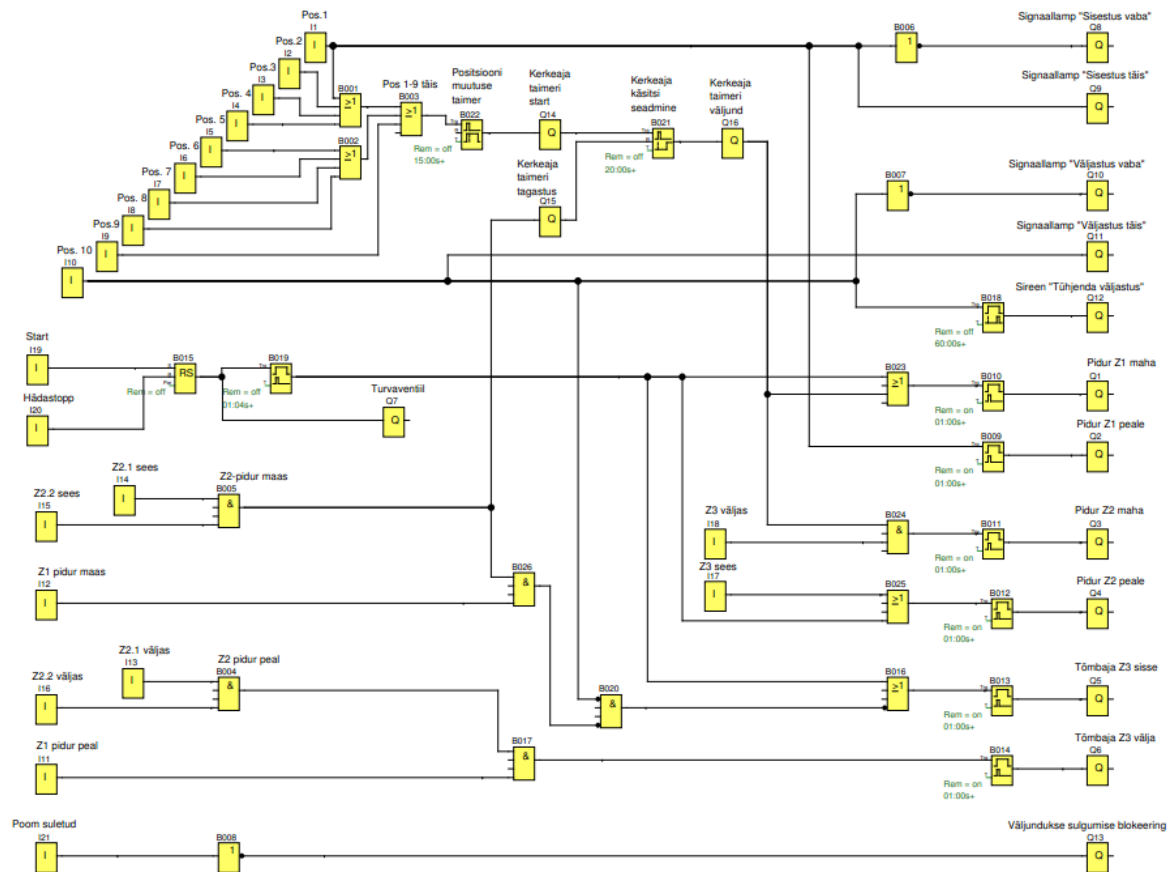 Pos.1
I1
I
Pos.2
I2
I
Pos.3
I3
I
Pos. 4
I4
I
Pos. 5
I5
I
Pos. 6
I6
I
Pos. 7
I7
I
Pos. 8
I8
I
Pos.9
I9
I
Pos. 10
I10
I
B001
≥1
B002
≥1
Pos 1-9 täis
B003
≥1
Positsiooni
muutuse
taimer
B022
Rem = off
15:00s+
Kerkeaja
taimeri
start
Q14
Q
Kerkeaja
taimeri
tagastus
Q15
Q
Kerkeaja
käsitsi
seadmine
B021
Rem = off
20:00s+
Kerkeaja
taimeri
väljund
Q16
Q
B006
1
Signaallamp "Sisestus vaba"
Q8
Q
Signaallamp "Sisestus täis"
Q9
Q
B007
1
Signaallamp "Väljastus vaba"
Q10
Q
Signaallamp "Väljastus täis"
Q11
Q
Sireen "Tühjenda väljastus"
B018
Rem = off
60:00s+
Q12
Q
Start
I19
I
Hädastopp
I20
I
B015
RS
Rem = off
B019
Rem = off
01:04s+
Turvaventiil
Q7
Q
B023
≥1
B010
Rem = on
01:00s+
Pidur Z1 maha
Q1
Q
B009
Rem = on
01:00s+
Pidur Z1 peale
Q2
Q
Z2.1 sees
I14
I
Z2.2 sees
I15
I
Z2-pidur maas
B005
&
Z3 väljas
I18
I
B024
&
B011
Rem = on
01:00s+
Pidur Z2 maha
Q3
Q
Z1 pidur maas
I12
I
B026
&
Z3 sees
I17
I
B025
≥1
B012
Rem = on
01:00s+
Pidur Z2 peale
Q4
Q
Z2.1 väljas
I13
I
Z2.2 väljas
I16
I
Z2 pidur peal
B004
&
B020
&
B016
≥1
B013
Rem = on
01:00s+
Tõmbaja Z3 sisse
Q5
Q
Z1 pidur peal
I11
I
B017
&
B014
Rem = on
01:00s+
Tõmbaja Z3 välja
Q6
Q
Poom suletud
I21
I
B008
1
Väljundukse sulgumise blokeering
Q13
Q